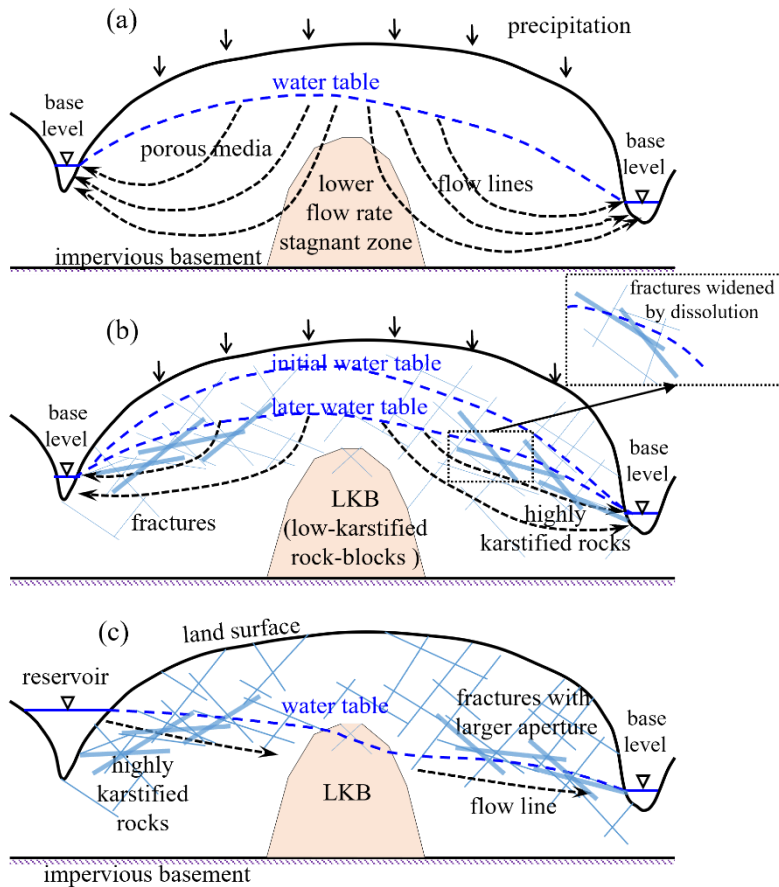 (a)
precipitation
water table
base
level
porous media
flow lines
base
level
lower
flow rate
stagnant zone
impervious basement
fractures widened
by dissolution
(b)
initial water table
later water table
base
level
base
level
fractures
LKB
(low-karstified
rock-blocks )
highly
karstified rocks
(c)
land surface
reservoir
water table
fractures with
larger aperture
base
level
highly
karstified
rocks
LKB
flow line
impervious basement